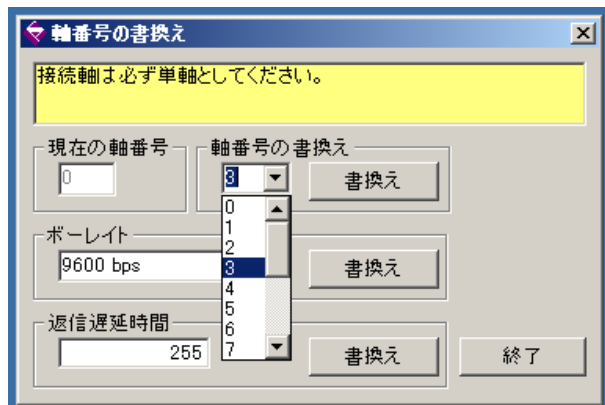 軸番号の書換え
接続軸は必ず単軸としてください。
現在の軸番号
軸番号の書換え
0
3
書換え
0
1
2
3
4
5
6
7
ボーレイト
9600 bps
書換え
返信遅延時間
255
書換え
終了